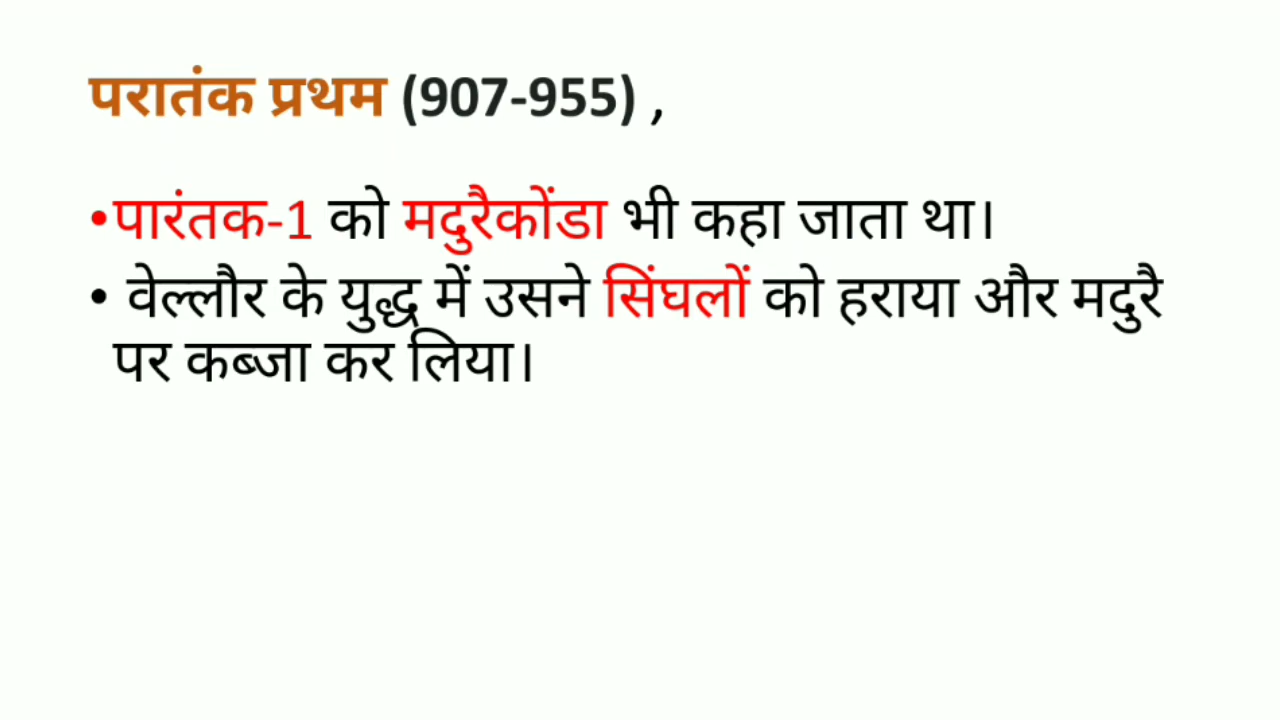 परातंक प्रथम (907-955) ,
•पारंतक-1 को मदुरैकोंडा भी कहा जाता था।
• वेल्लौर के युद्ध में उसने सिंघलों को हराया और मदुरै
पर कब्जा कर लिया।